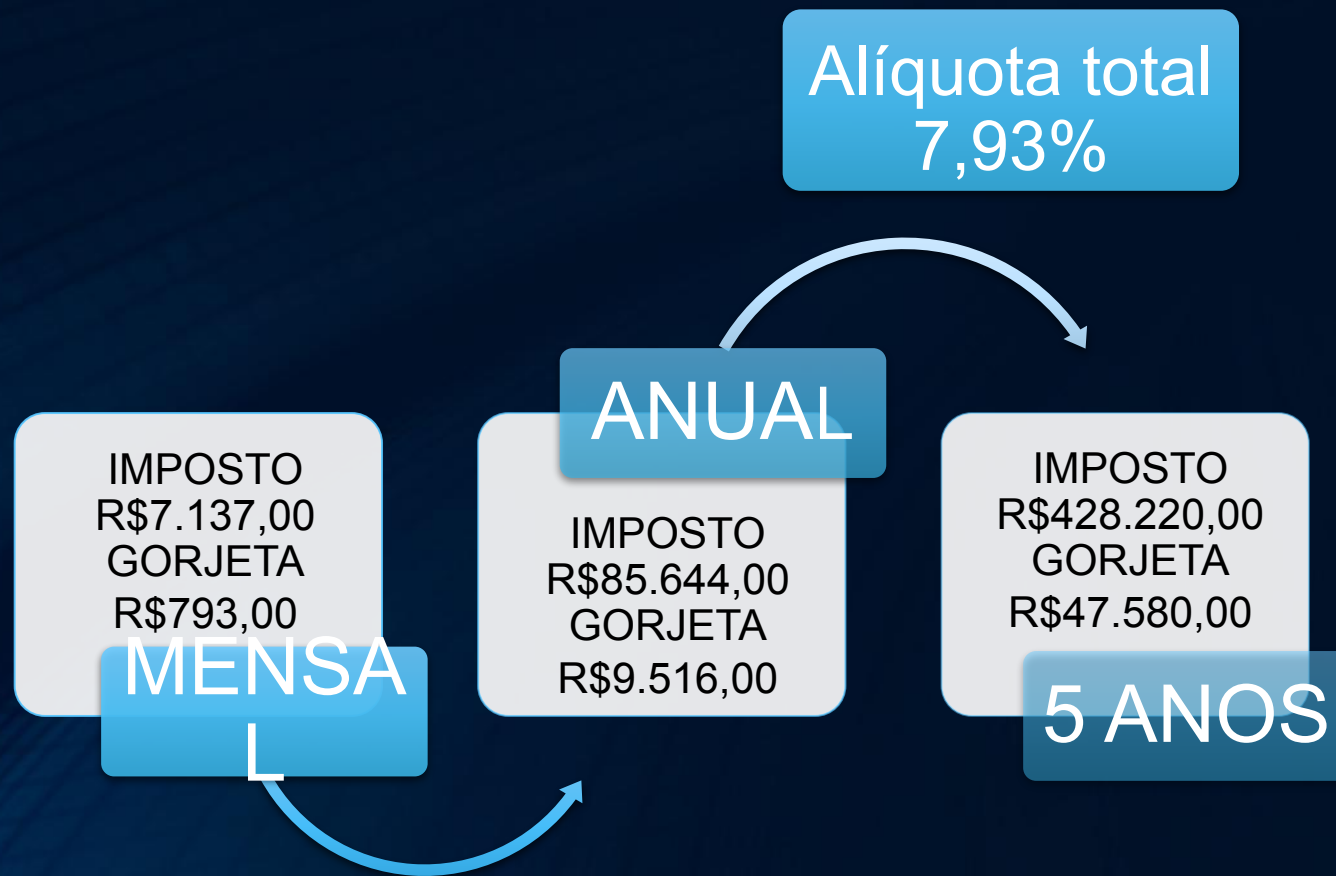 Alíquota total
7,93%
IMPOSTO
R$7.137,00
GORJETA
R$793,00
MENSA
L
ANUAL
IMPOSTO
R$85.644,00
GORJETA
R$9.516,00
IMPOSTO
R$428.220,00
GORJETA
R$47.580,00
5 ANOS